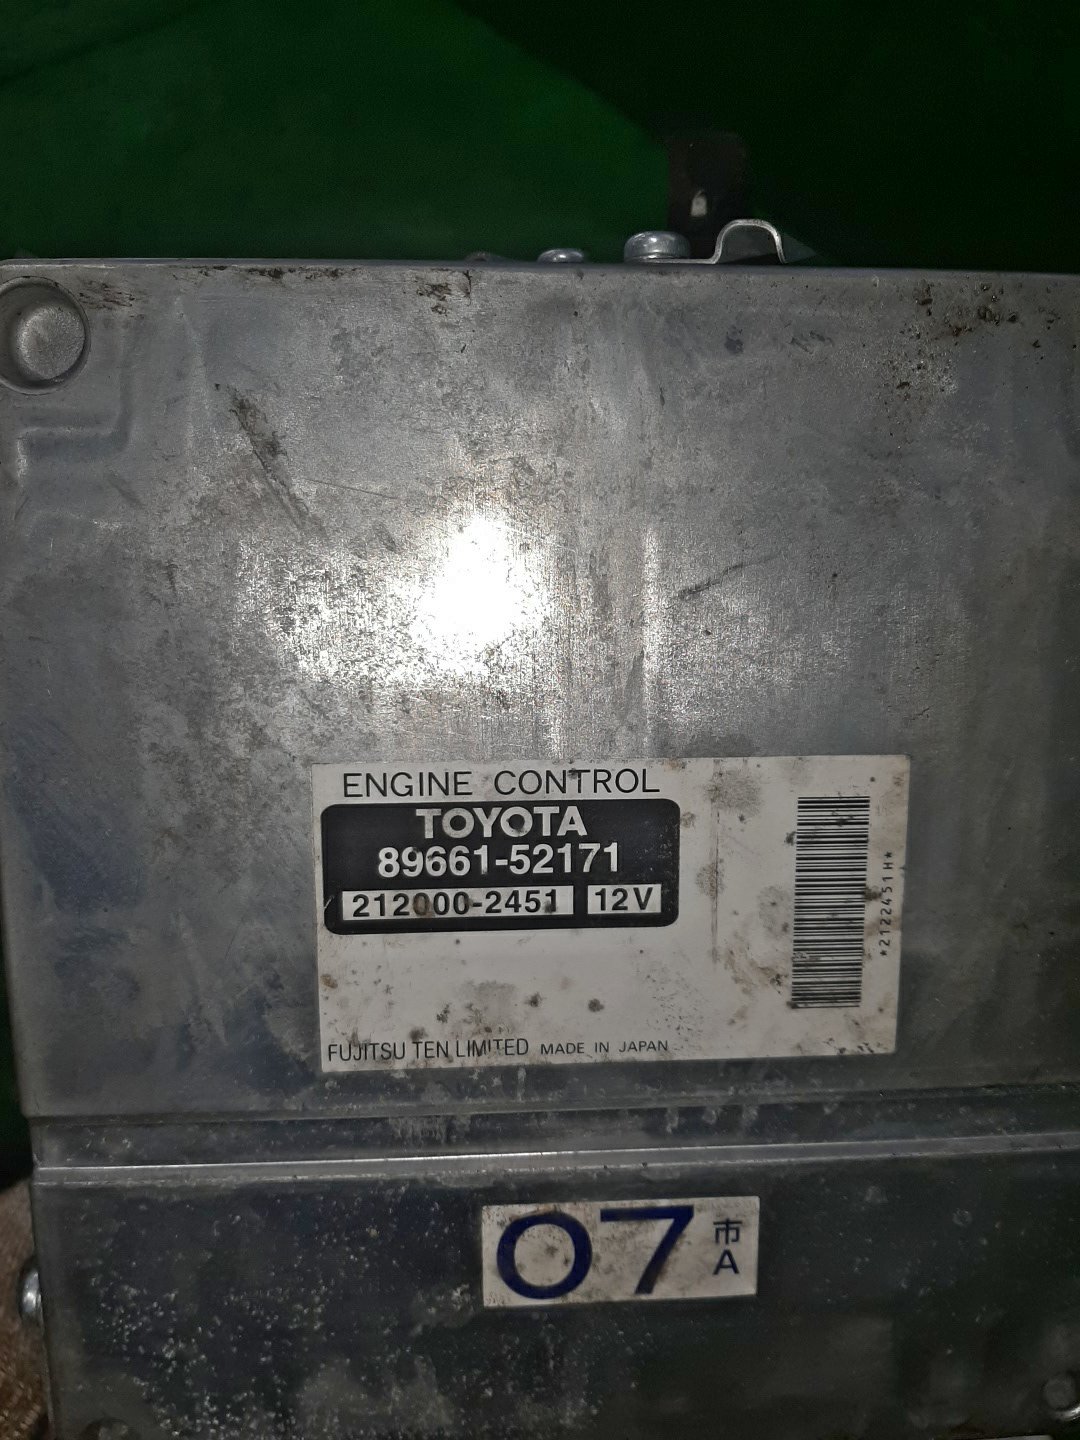 ENGINE CONTROL
TOYOTA
89661-52171
212000-2451 12V
*2122451H*
FUJITSU TEN LIMITED MADE IN JAPAN
07 市
A